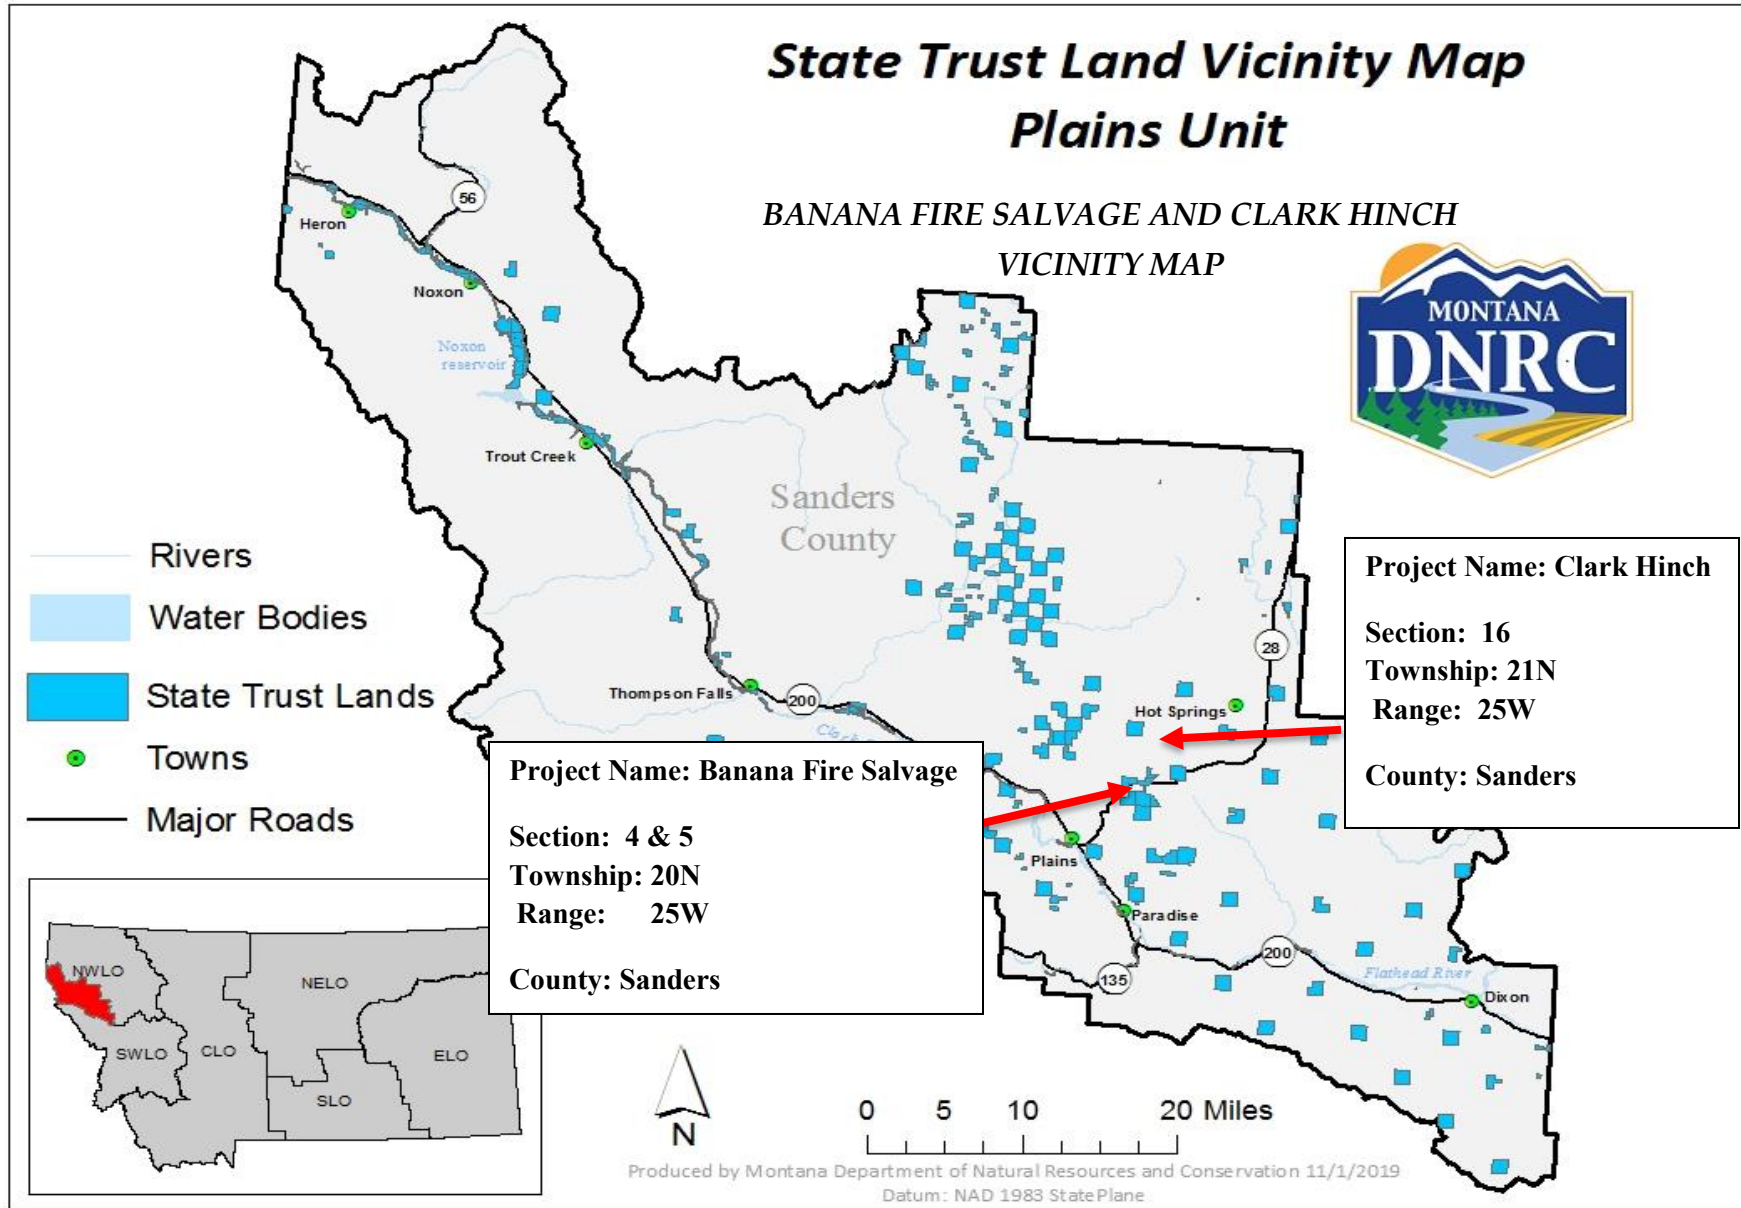 State Trust Land Vicinity Map
Plains Unit
BANANA FIRE SALVAGE AND CLARK HINCH
VICINITY MAP
MONTANA
DNRC
56
Heron
Noxon
Noxon
reservoir
Trout Creek
Sanders
County
Rivers
Water Bodies
State Trust Lands
Towns
Major Roads
Thompson Falls
200
28
Hot Springs
Project Name: Clark Hinch
Section: 16
Township: 21N
Range: 25W
County: Sanders
Project Name: Banana Fire Salvage
Section: 4 & 5
Township: 20N
Range: 25W
County: Sanders
Plains
Paradise
200
135
Flathead River
Dixon
NWLO
SWLO
CLO
NELO
SLO
ELO
N
0 5 10 20 Miles
Produced by Montana Department of Natural Resources and Conservation 11/1/2019
Datum: NAD 1983 StatePlane